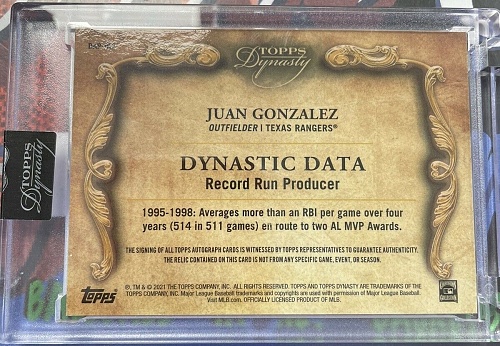 TOPPS
Dynasty
JUAN GONZALEZ
OUTFIELDER | TEXAS RANGERS®
DYNASTIC DATA
Record Run Producer
1995-1998: Averages more than an RBI per game over four
years (514 in 511 games) en route to two AL MVP Awards.
THE SIGNING OF ALL TOPPS AUTOGRAPH CARDS IS WITNESSED BY TOPPS REPRESENTATIVES TO GUARANTEE AUTHENTICITY.
THE RELIC CONTAINED ON THIS CARD IS NOT FROM ANY SPECIFIC GAME, EVENT, OR SEASON.
®, TM & © 2021 THE TOPPS COMPANY, INC. ALL RIGHTS RESERVED. TOPPS AND TOPPS DYNASTY ARE TRADEMARKS OF THE
TOPPS COMPANY, INC. Major League Baseball trademarks and copyrights are used with permission of Major League Baseball.
Visit MLB.com. OFFICIALLY LICENSED PRODUCT OF MLB.
topps
TOPPS
Dynasty